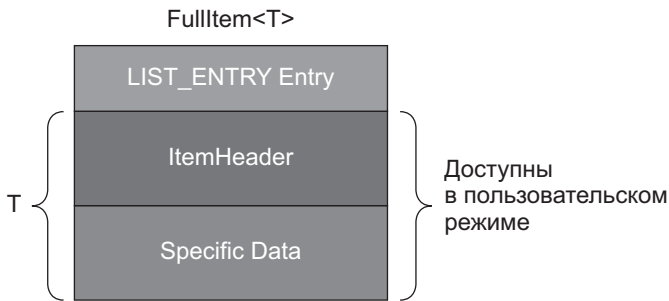 FullItem<T>
LIST_ENTRY Entry
ItemHeader
T
Specific Data
Доступны
в пользовательском
режиме